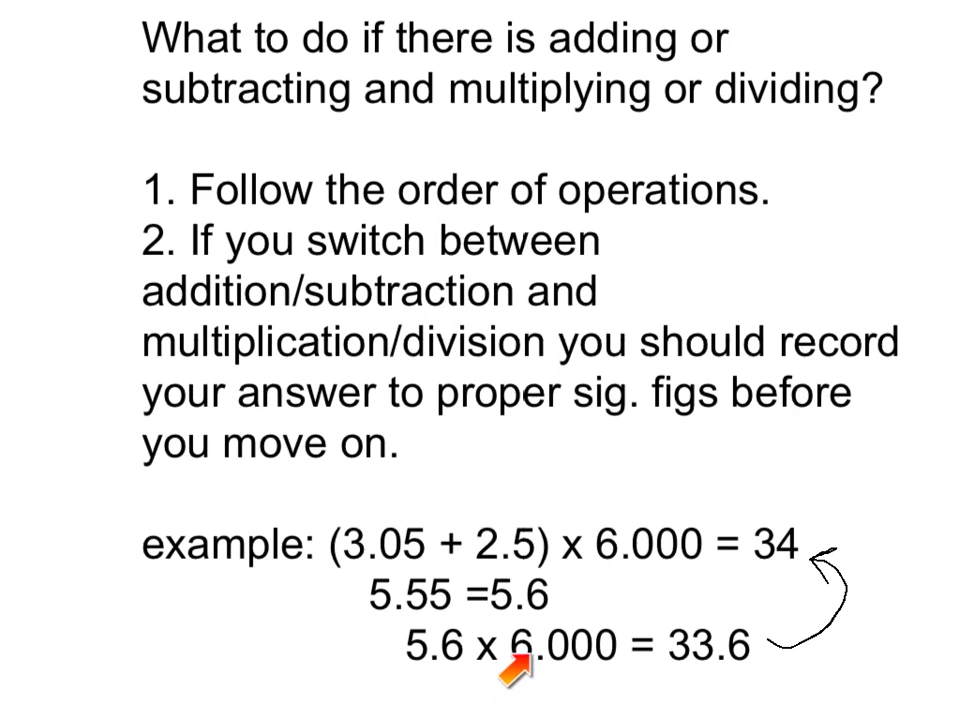 What to do if there is adding or
subtracting and multiplying or dividing?
1. Follow the order of operations.
2. If you switch between
addition/subtraction and
multiplication/division you should record
your answer to proper sig. figs before
you move on.
example: (3.05 + 2.5) x 6.000 = 34
5.55 =5.6
5.6 x 6.000 = 33.6